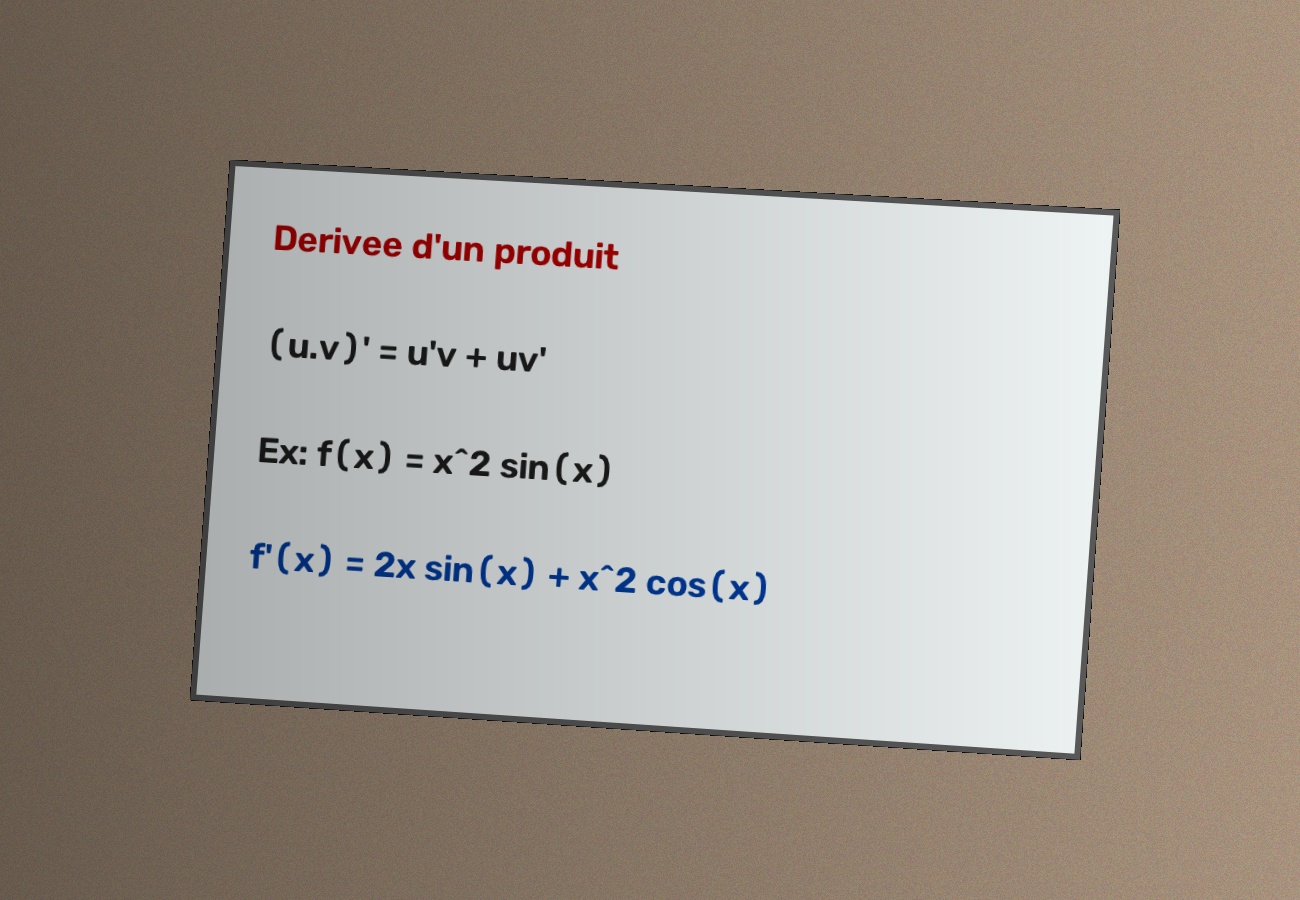 Derivee d'un produit
(u.v)' = u'v + uv'
Ex: f(x) = x^2 sin(x)
f'(x) = 2x sin(x) + x^2 cos(x)